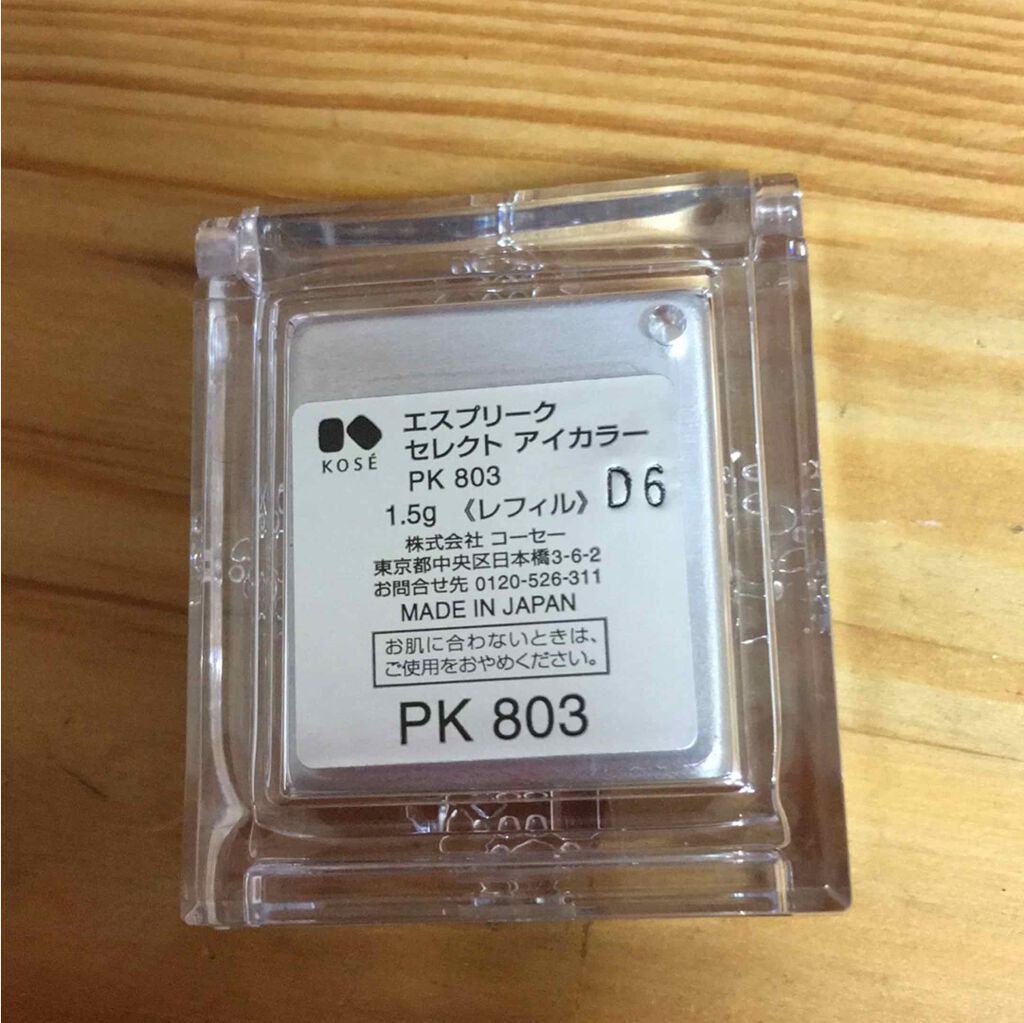 KOSÉ
エスプリーク
セレクト アイカラー
PK 803
1.5g 《レフィル》 D6
株式会社 コーセー
東京都中央区日本橋3-6-2
お問合せ先 0120-526-311
MADE IN JAPAN
お肌に合わないときは、
ご使用をおやめください。
PK 803